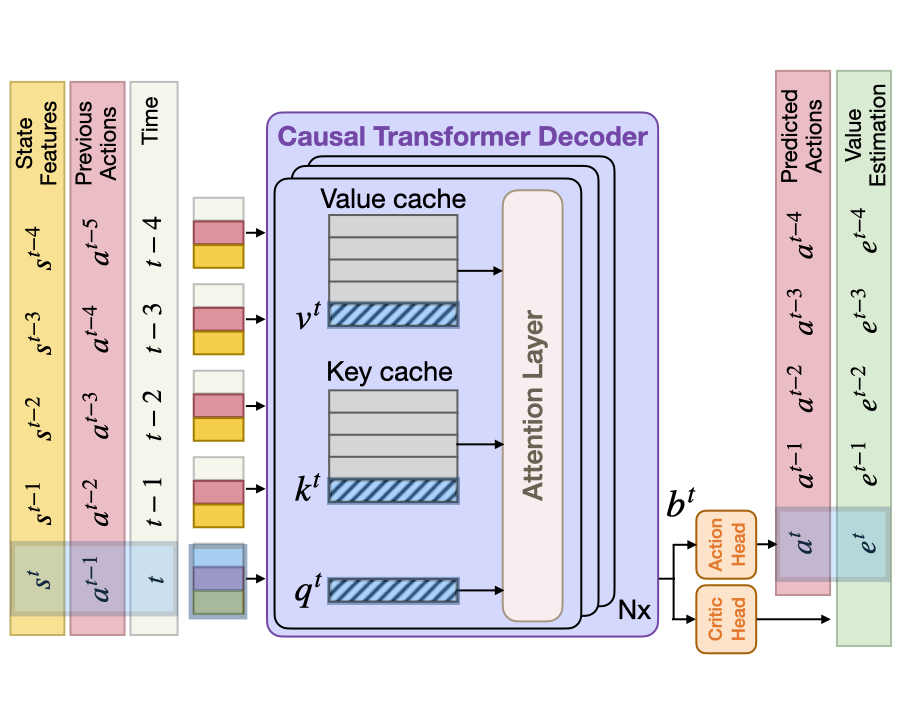 State
Features
s^{t-4}
s^{t-3}
s^{t-2}
s^{t-1}
s^t
Previous
Actions
a^{t-5}
a^{t-4}
a^{t-3}
a^{t-2}
a^{t-1}
Time
t - 4
t - 3
t - 2
t - 1
t
Causal Transformer Decoder
Value cache
v^t
Key cache
k^t
q^t
Attention Layer
Nx
b^t
Action
Head
Critic
Head
Predicted
Actions
a^{t-4}
a^{t-3}
a^{t-2}
a^{t-1}
a^t
Value
Estimation
e^{t-4}
e^{t-3}
e^{t-2}
e^{t-1}
e^t